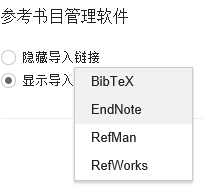 参考书目管理软件
隐藏导入链接
显示导入
BibTeX
EndNote
RefMan
RefWorks